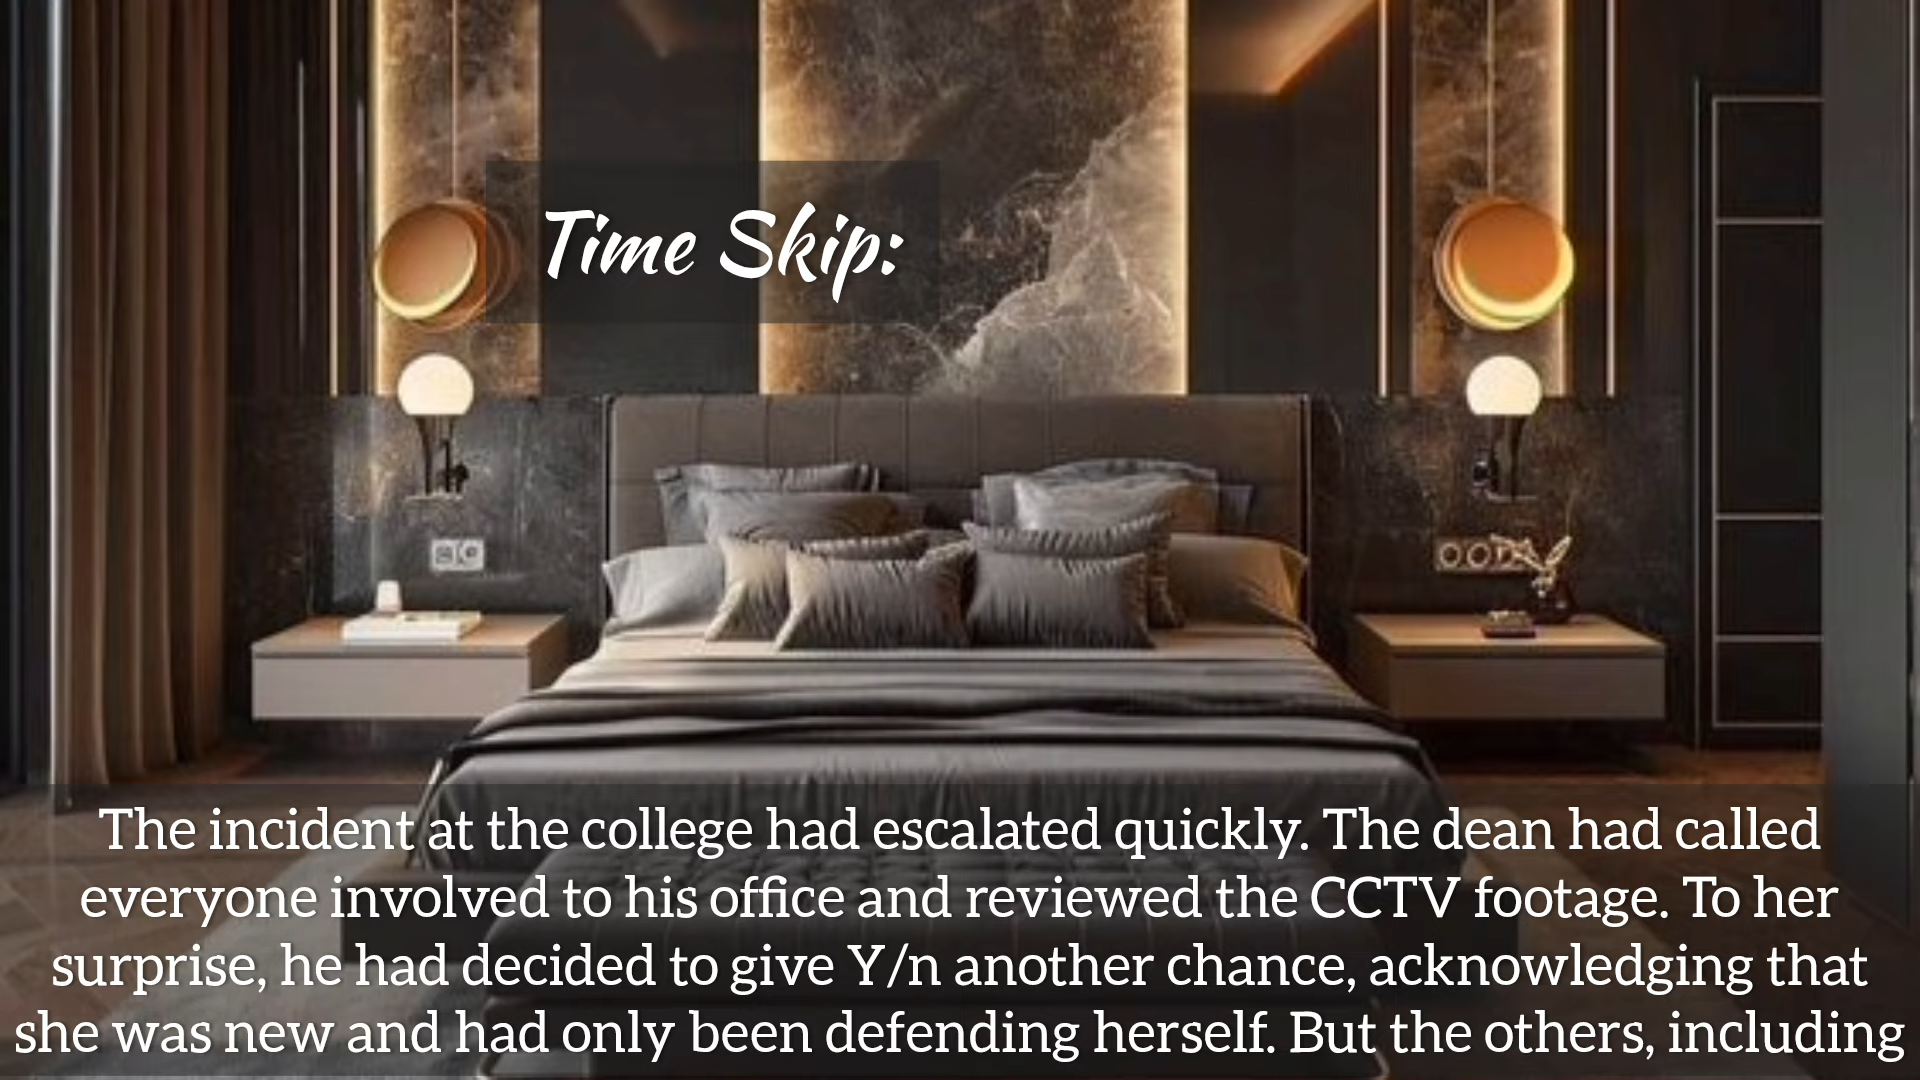 Time Skip:
The incident at the college had escalated quickly. The dean had called
everyone involved to his office and reviewed the CCTV footage. To her
surprise, he had decided to give Y/n another chance, acknowledging that
she was new and had only been defending herself. But the others, including